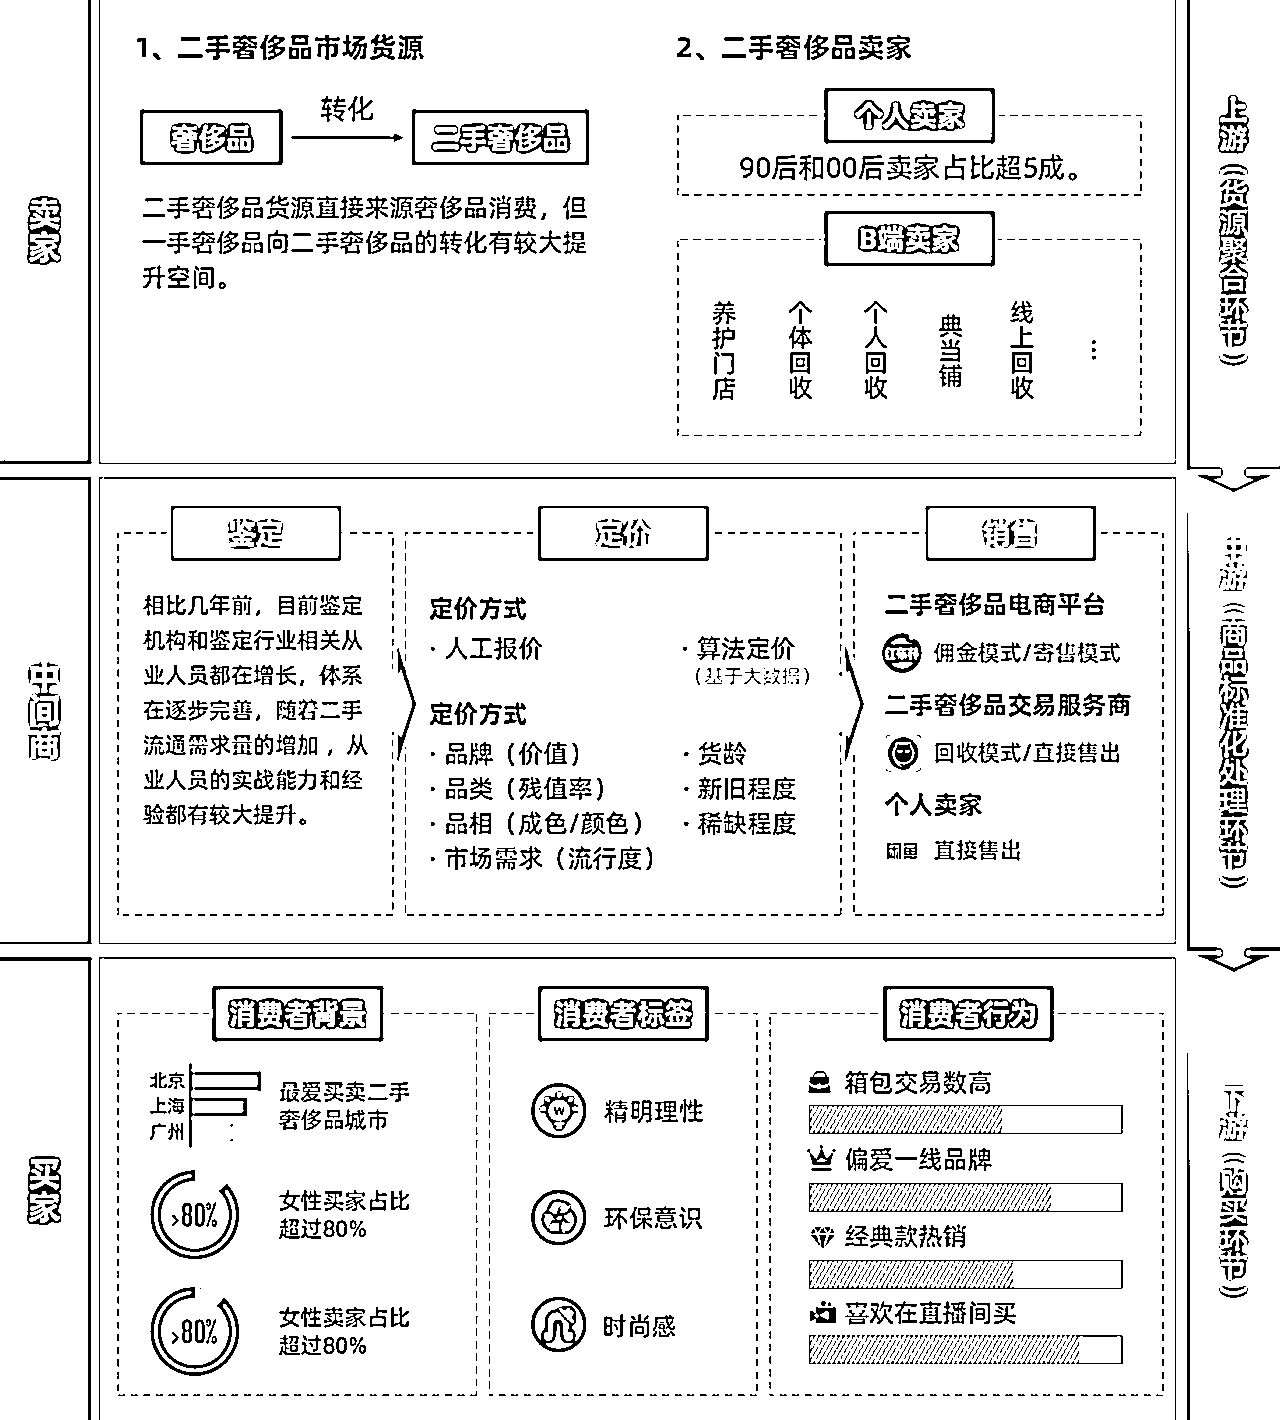 卖家
1、二手奢侈品市场货源
奢侈品
转化
二手奢侈品
二手奢侈品货源直接来源奢侈品消费，但
一手奢侈品向二手奢侈品的转化有较大提
升空间。
2、二手奢侈品卖家
个人卖家
90后和00后卖家占比超5成。
B端卖家
养护门店
个体回收
个人回收
典当铺
线上回收
…
上游（货源聚合环节）
中间商
鉴定
相比几年前，目前鉴定
机构和鉴定行业相关从
业人员都在增长，体系
在逐步完善，随着二手
流通需求量的增加，从
业人员的实战能力和经
验都有较大提升。
定价
定价方式
·人工报价
·算法定价
（基于大数据）
定价方式
·品牌（价值）
·货龄
·品类（残值率）
·新旧程度
·品相（成色/颜色）
·稀缺程度
·市场需求（流行度）
销售
二手奢侈品电商平台
佣金模式/寄售模式
二手奢侈品交易服务商
回收模式/直接售出
个人卖家
直接售出
中游（商品标准化处理环节）
买家
消费者背景
北京
上海
广州
最爱买卖二手
奢侈品城市
>80%
女性买家占比
超过80%
>80%
女性卖家占比
超过80%
消费者标签
W
精明理性
环保意识
时尚感
消费者行为
箱包交易数高
偏爱一线品牌
经典款热销
喜欢在直播间买
下游（购买环节）